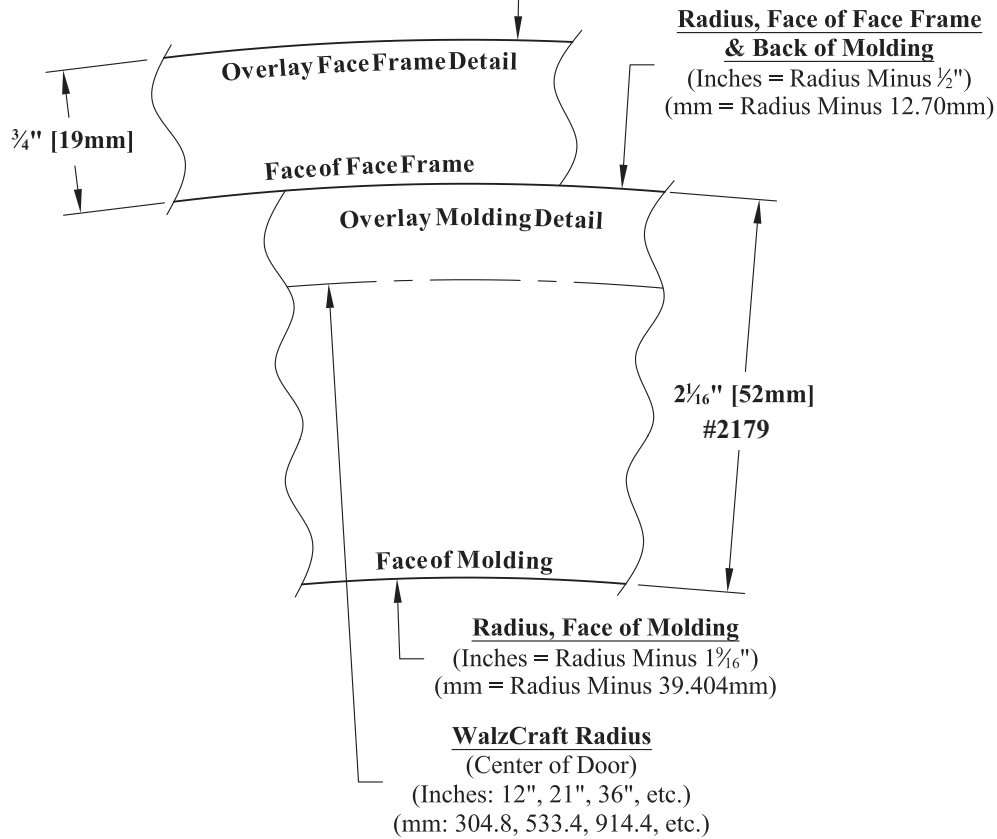 Radius, Face of Face Frame
& Back of Molding
(Inches = Radius Minus ½")
(mm = Radius Minus 12.70mm)
Overlay Face Frame Detail
¾" [19mm]
Face of Face Frame
Overlay Molding Detail
2¹⁄₁₆" [52mm]
#2179
Face of Molding
Radius, Face of Molding
(Inches = Radius Minus 1⁹⁄₁₆")
(mm = Radius Minus 39.404mm)
WalzCraft Radius
(Center of Door)
(Inches: 12", 21", 36", etc.)
(mm: 304.8, 533.4, 914.4, etc.)